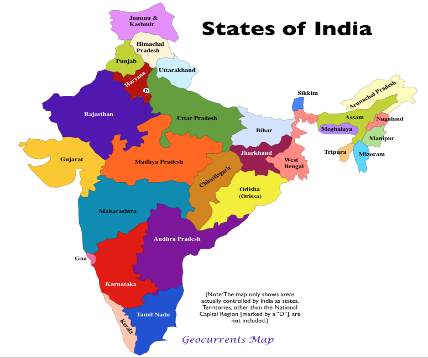 States of India
Jammu &
Kashmir
Himachal
Pradesh
Punjab
Uttarakhand
Haryana
D
Rajasthan
Uttar Pradesh
Sikkim
Arunachal Pradesh
Assam
Nagaland
Meghalaya
Manipur
Tripura
Mizoram
Bihar
Gujarat
Madhya Pradesh
Jharkhand
West
Bengal
Chhattisgarh
Odisha
(Orissa)
Maharashtra
Andhra Pradesh
Goa
Karnataka
Kerala
Tamil Nadu
(Note:The map only shows areas
actually controlled by India as states.
Territories, other than the National
Capital Region [marked by a "D"], are
not included.)
Geocurrents Map